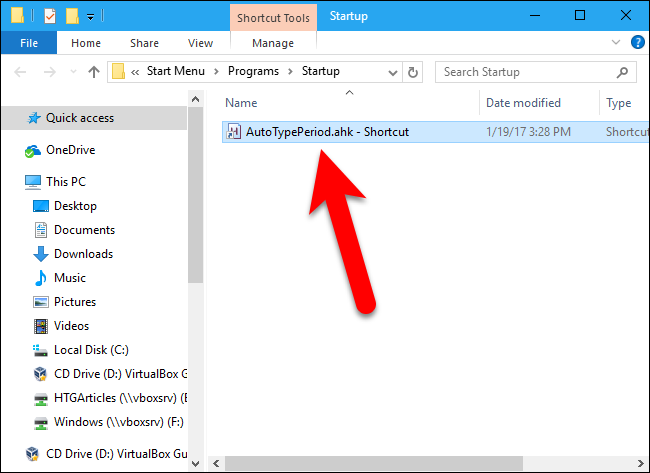 Shortcut Tools
Startup
File
Home
Share
View
Manage
« Start Menu › Programs › Startup
Search Startup
Name
Date modified
Type
AutoTypePeriod.ahk - Shortcut
1/19/17 3:28 PM
Shortcut
Quick access
OneDrive
This PC
Desktop
Documents
Downloads
Music
Pictures
Videos
Local Disk (C:)
CD Drive (D:) VirtualBox Gu
HTGArticles (\\vboxsrv) (E
Windows (\\vboxsrv) (F:)
CD Drive (D:) VirtualBox Gu